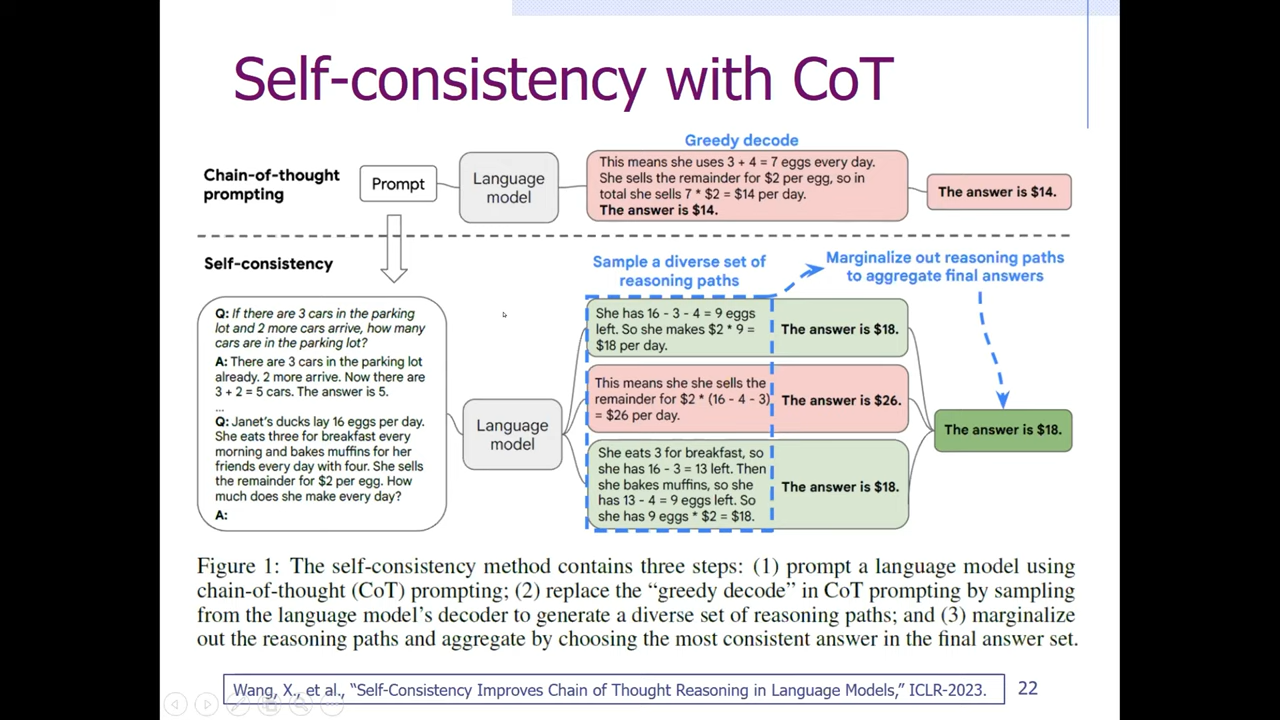 Self-consistency with CoT
Greedy decode
Chain-of-thought
prompting
Prompt
Language
model
This means she uses 3 + 4 = 7 eggs every day.
She sells the remainder for $2 per egg, so in
total she sells 7 * $2 = $14 per day.
The answer is $14.
The answer is $14.
Self-consistency
Sample a diverse set of
reasoning paths
Marginalize out reasoning paths
to aggregate final answers
Q: If there are 3 cars in the parking
lot and 2 more cars arrive, how many
cars are in the parking lot?
A: There are 3 cars in the parking lot
already. 2 more arrive. Now there are
3 + 2 = 5 cars. The answer is 5.
...
Q: Janet's ducks lay 16 eggs per day.
She eats three for breakfast every
morning and bakes muffins for her
friends every day with four. She sells
the remainder for $2 per egg. How
much does she make every day?
A:
Language
model
She has 16 - 3 - 4 = 9 eggs
left. So she makes $2 * 9 =
$18 per day.
The answer is $18.
This means she she sells the
remainder for $2 * (16 - 4 - 3)
= $26 per day.
The answer is $26.
She eats 3 for breakfast, so
she has 16 - 3 = 13 left. Then
she bakes muffins, so she
has 13 - 4 = 9 eggs left. So
she has 9 eggs * $2 = $18.
The answer is $18.
The answer is $18.
Figure 1: The self-consistency method contains three steps: (1) prompt a language model using
chain-of-thought (CoT) prompting; (2) replace the “greedy decode” in CoT prompting by sampling
from the language model’s decoder to generate a diverse set of reasoning paths; and (3) marginalize
out the reasoning paths and aggregate by choosing the most consistent answer in the final answer set.
Wang, X., et al., “Self-Consistency Improves Chain of Thought Reasoning in Language Models,” ICLR-2023.
22